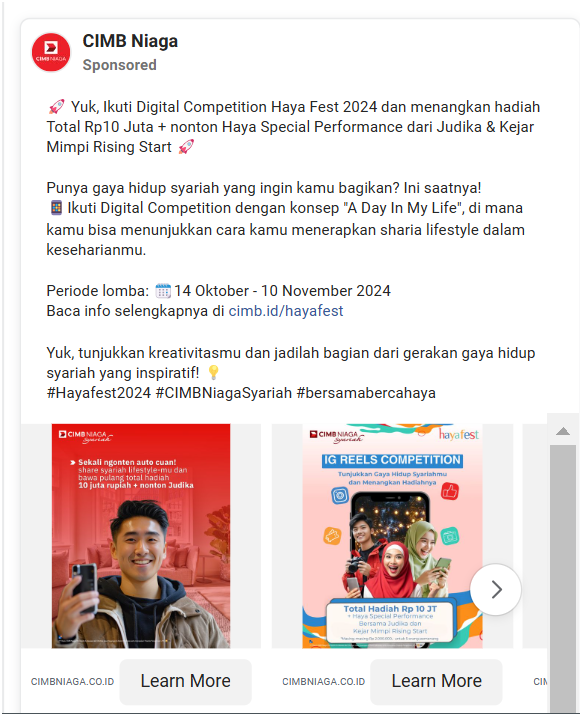 CIMB Niaga
CIMB NIAGA
Sponsored
🚀 Yuk, Ikuti Digital Competition Haya Fest 2024 dan menangkan hadiah
Total Rp10 Juta + nonton Haya Special Performance dari Judika & Kejar
Mimpi Rising Start 🚀
Punya gaya hidup syariah yang ingin kamu bagikan? Ini saatnya!
📱 Ikuti Digital Competition dengan konsep "A Day In My Life", di mana
kamu bisa menunjukkan cara kamu menerapkan sharia lifestyle dalam
keseharianmu.
Periode lomba: 🗓️ 14 Oktober - 10 November 2024
Baca info selengkapnya di cimb.id/hayafest
Yuk, tunjukkan kreativitasmu dan jadilah bagian dari gerakan gaya hidup
syariah yang inspiratif! 💡
#Hayafest2024 #CIMBNiagaSyariah #bersamabercahaya
CIMB NIAGA
Syariah
Sekali ngonten auto cuan!
share syariah lifestyle-mu dan
bawa pulang total hadiah
10 juta rupiah + nonton Judika
CIMB NIAGA
Syariah
hayafest
IG REELS COMPETITION
Tunjukkan Gaya Hidup Syariahmu
dan Menangkan Hadiahnya
Total Hadiah Rp 10 JT
+ Haya Special Performance
Bersama Judika dan
Kejar Mimpi Rising Start
CIMBNIAGA.CO.ID
Learn More
CIMBNIAGA.CO.ID
Learn More